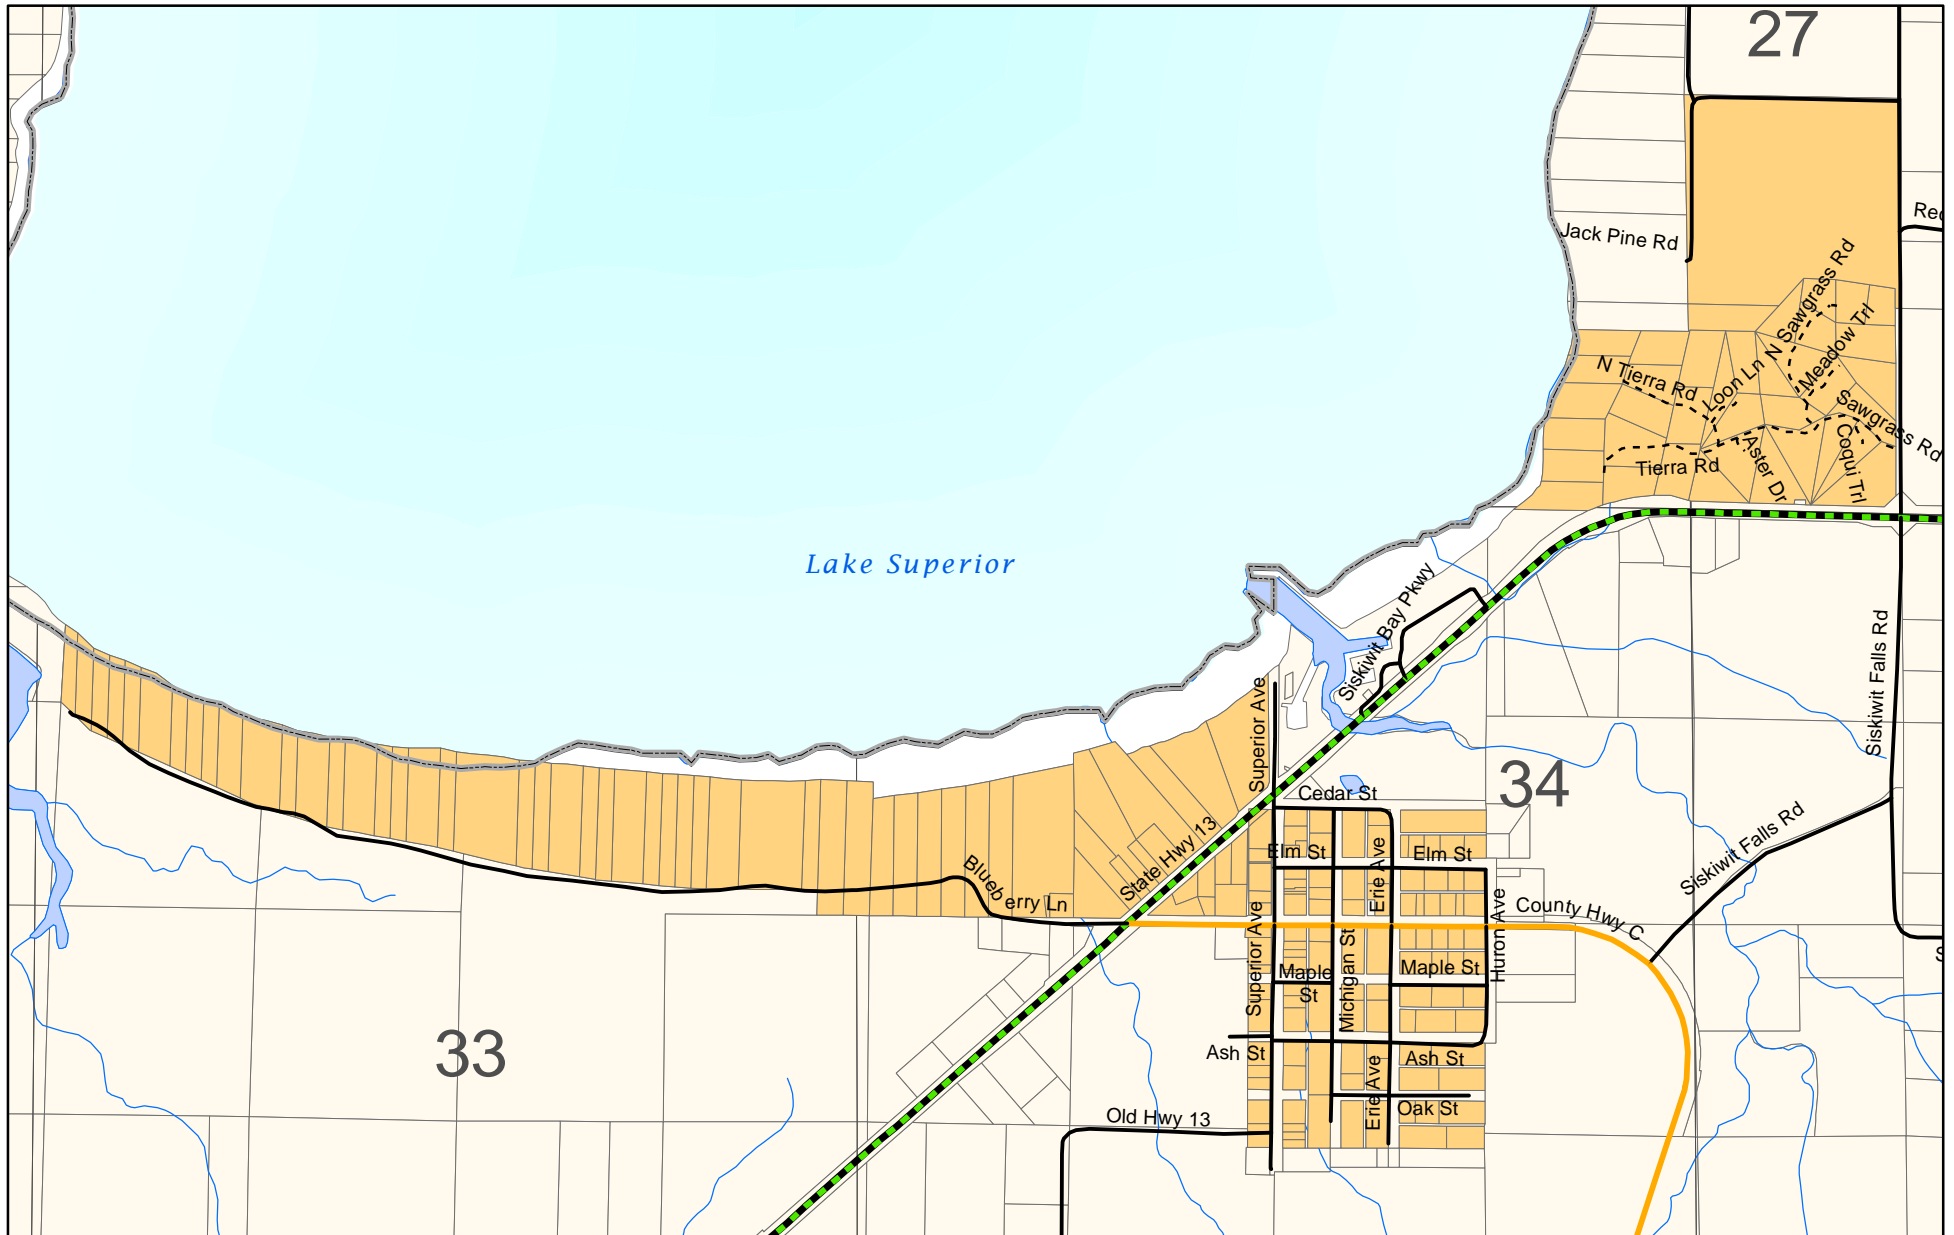 27
Rec
Jack Pine Rd
N Sawgrass Rd
Meadow Trl
N Tierra Rd
Loon Ln
Sawgrass Rd
Tierra Rd
Aster Dr
Coqui Trl
Lake Superior
Siskiwit Bay Pkwy
Siskiwit Falls Rd
Superior Ave
34
Cedar St
State Hwy 13
Elm St
Erie Ave
Elm St
Siskiwit Falls Rd
Blueberry Ln
Superior Ave
County Hwy C
Huron Ave
Michigan St
Maple
St
Maple St
S
33
Ash St
Erie Ave
Ash St
Oak St
Old Hwy 13